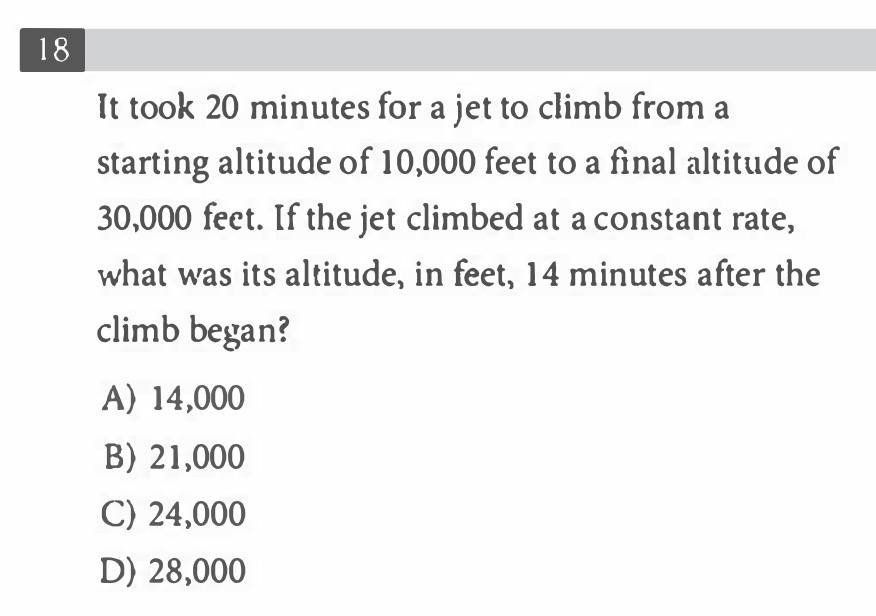 18
It took 20 minutes for a jet to climb from a
starting altitude of 10,000 feet to a final altitude of
30,000 feet. If the jet climbed at a constant rate,
what was its altitude, in feet, 14 minutes after the
climb began?
A) 14,000
B) 21,000
C) 24,000
D) 28,000